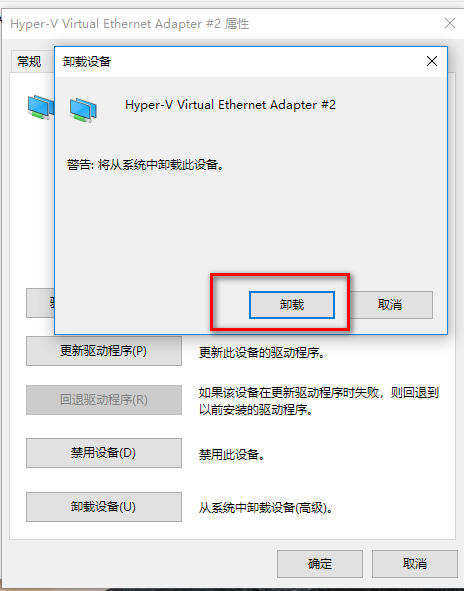 Hyper-V Virtual Ethernet Adapter #2 属性
常规
卸载设备
Hyper-V Virtual Ethernet Adapter #2
警告: 将从系统中卸载此设备。
卸载
取消
更新驱动程序(P)
更新此设备的驱动程序。
回退驱动程序(R)
如果该设备在更新驱动程序时失败，则回退到
以前安装的驱动程序。
禁用设备(D)
禁用此设备。
卸载设备(U)
从系统中卸载设备(高级)。
确定
取消